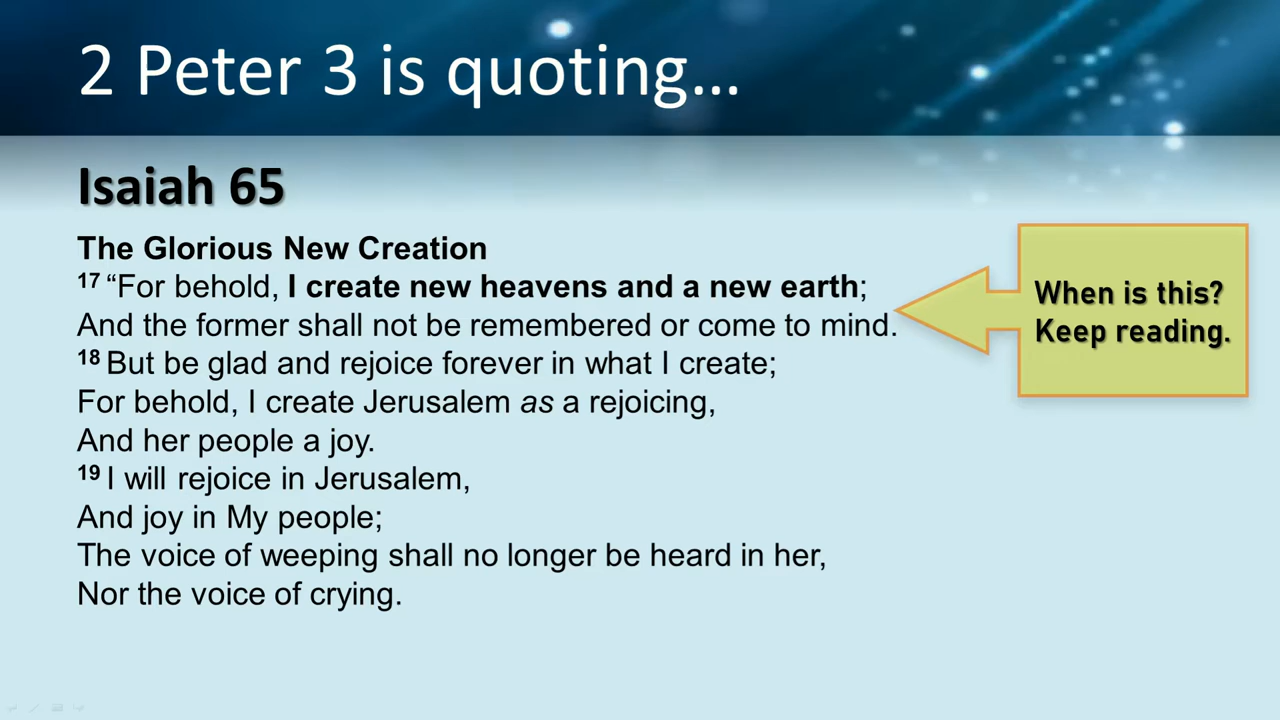 2 Peter 3 is quoting...
Isaiah 65
The Glorious New Creation
17 “For behold, I create new heavens and a new earth;
And the former shall not be remembered or come to mind.
18 But be glad and rejoice forever in what I create;
For behold, I create Jerusalem as a rejoicing,
And her people a joy.
19 I will rejoice in Jerusalem,
And joy in My people;
The voice of weeping shall no longer be heard in her,
Nor the voice of crying.
When is this?
Keep reading.